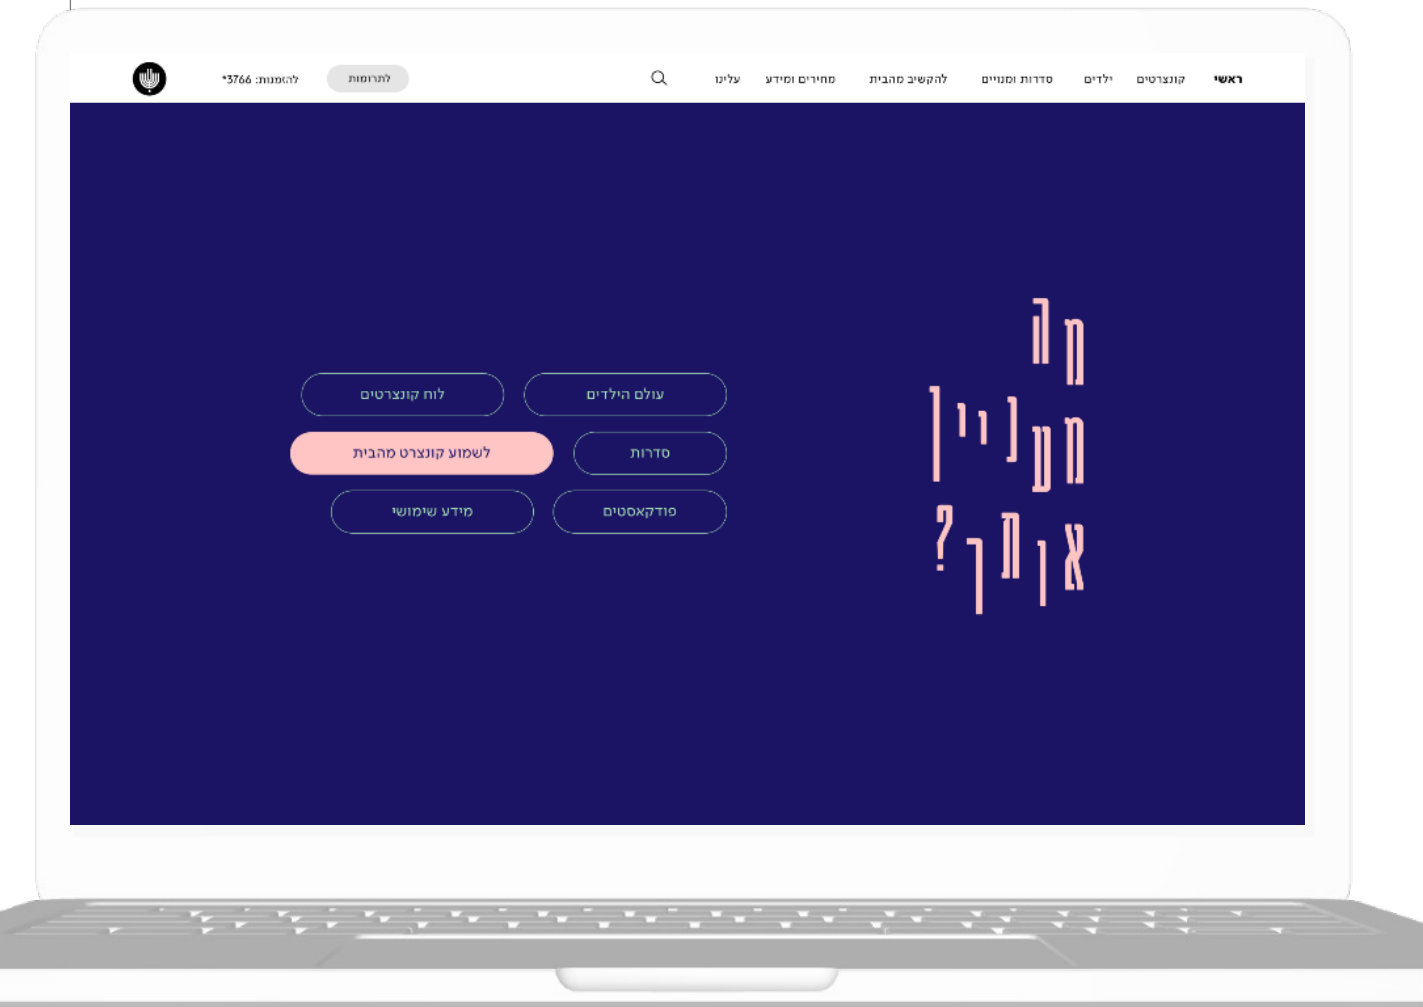 ראשי קונצרטים ילדים סדרות ומנויים להקשיב מהבית מחירים ומידע עלינו לתרומות להזמנות: 3766*
מה
מעניין
אותך?
עולם הילדים לוח קונצרטים
סדרות לשמוע קונצרט מהבית
פודקאסטים מידע שימושי